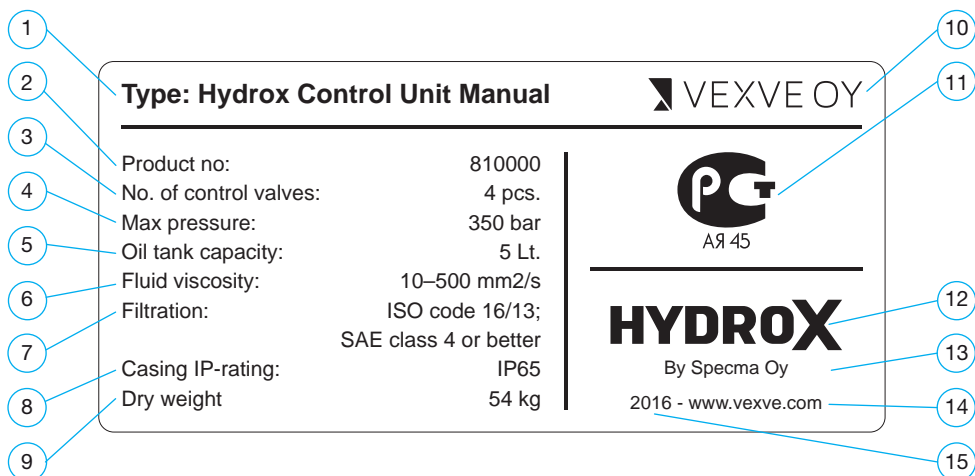 1
2
3
4
5
6
7
8
9
10
11
12
13
14
15
Type: Hydrox Control Unit Manual
VEXVE OY
Product no: 810000
No. of control valves: 4 pcs.
Max pressure: 350 bar
Oil tank capacity: 5 Lt.
Fluid viscosity: 10–500 mm2/s
Filtration: ISO code 16/13;
SAE class 4 or better
Casing IP-rating: IP65
Dry weight 54 kg
РСТ
АЯ 45
HYDROX
By Specma Oy
2016 - www.vexve.com